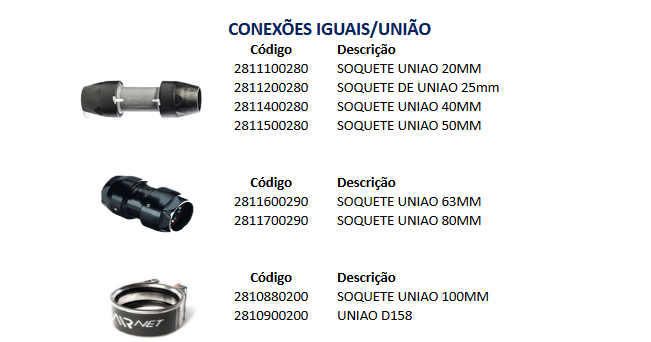 CONEXÕES IGUAIS/UNIÃO
Código Descrição
2811100280 SOQUETE UNIAO 20MM
2811200280 SOQUETE DE UNIAO 25mm
2811400280 SOQUETE UNIAO 40MM
2811500280 SOQUETE UNIAO 50MM
Código Descrição
2811600290 SOQUETE UNIAO 63MM
2811700290 SOQUETE UNIAO 80MM
Código Descrição
2810880200 SOQUETE UNIAO 100MM
2810900200 UNIAO D158
AIRNET